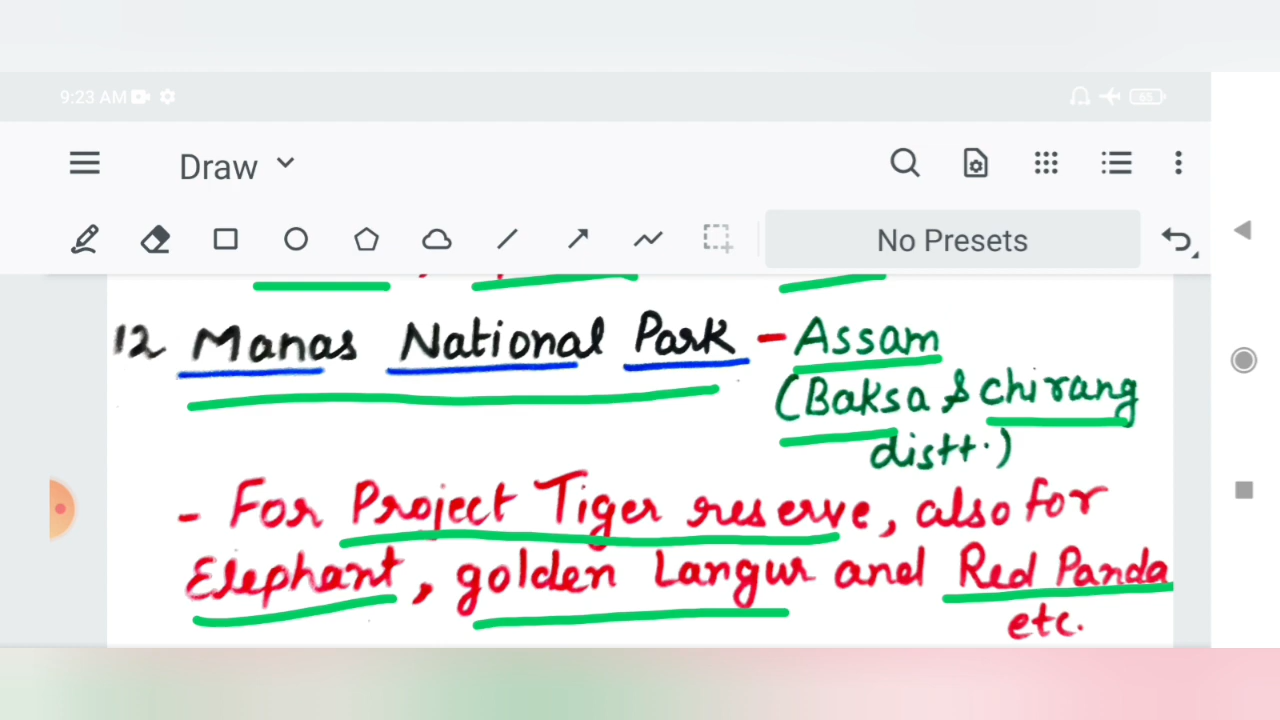 9:23 AM
65
Draw
No Presets
12 Manas National Park - Assam
(Baksa & chirang
distt.)
- For Project Tiger reserve, also for
Elephant, golden Langur and Red Panda
etc.